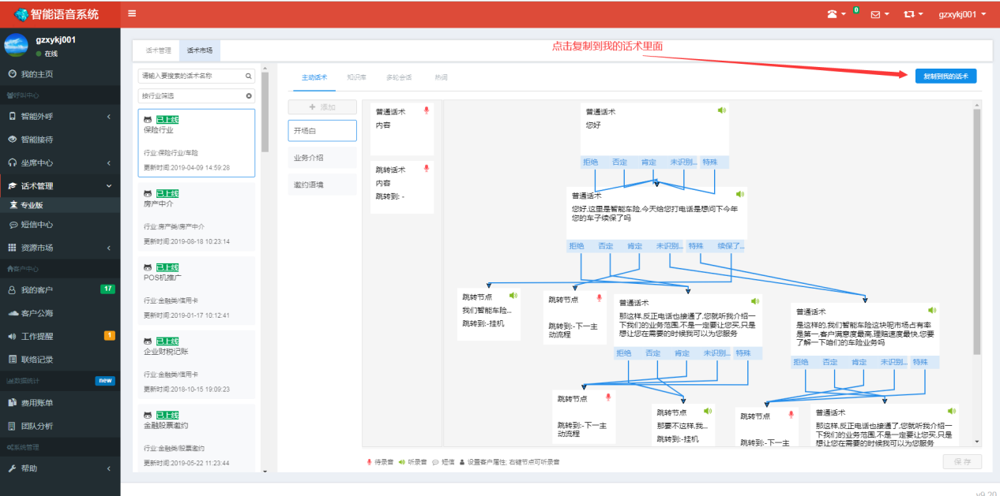 智能语音系统
0
gzxykj001
gzxykj001
在线
我的主页
呼叫中心
智能外呼
智能接待
坐席中心
话术管理
专业版
短信中心
资源市场
客户中心
我的客户
17
客户公海
工作提醒
1
联络记录
数据统计
new
费用账单
团队分析
系统管理
帮助
话术管理
话术市场
点击复制到我的话术里面
请输入要搜索的话术名称
按行业筛选
已上线
保险行业
行业:保险行业/车险
更新时间:2019-04-09 14:59:28
已上线
房产中介
行业:房产类/房产中介
更新时间:2019-08-18 10:23:14
已上线
POS机推广
行业:金融类/信用卡
更新时间:2019-01-17 10:12:41
已上线
企业财税记账
行业:金融类/信用卡
更新时间:2018-10-15 19:09:23
已上线
金融股票邀约
行业:金融类/股票邀约
更新时间:2019-05-22 11:23:44
主动话术
知识库
多轮会话
热词
复制到我的话术
+ 添加
开场白
业务介绍
邀约语境
普通话术
内容
跳转话术
内容
跳转到: -
普通话术
您好
拒绝 否定 肯定 未识别... 特殊
普通话术
您好,这里是智能车险,今天给您打电话是想问下今年
您的车子续保了吗
拒绝 否定 肯定 未识别... 特殊 续保了...
跳转节点
我们智能车险...
跳转到:-挂机
跳转节点
跳转到:-下一主
动流程
普通话术
那这样,反正电话也接通了,您就听我介绍一
下我们的业务范围,不是一定要让您买,只是
想让您在需要的时候我可以为您服务
拒绝 否定 肯定 未识别... 特殊
普通话术
是这样的,我们智能车险这块呢市场占有率
是第一,客户满意度最高,理赔速度最快,您要
了解一下咱们的车险业务吗
拒绝 否定 肯定 未识别... 特殊
跳转节点
跳转到:-下一主
动流程
跳转节点
那要不这样,我...
跳转到:-挂机
跳转节点
跳转到:-下一主
普通话术
那这样,反正电话也接通了,您就听我介绍一
下我们的业务范围,不是一定要让您买,只是
想让您在需要的时候我可以为您服务
待录音 听录音 短信 设置客户属性; 右键节点可听录音
保 存
v9.20